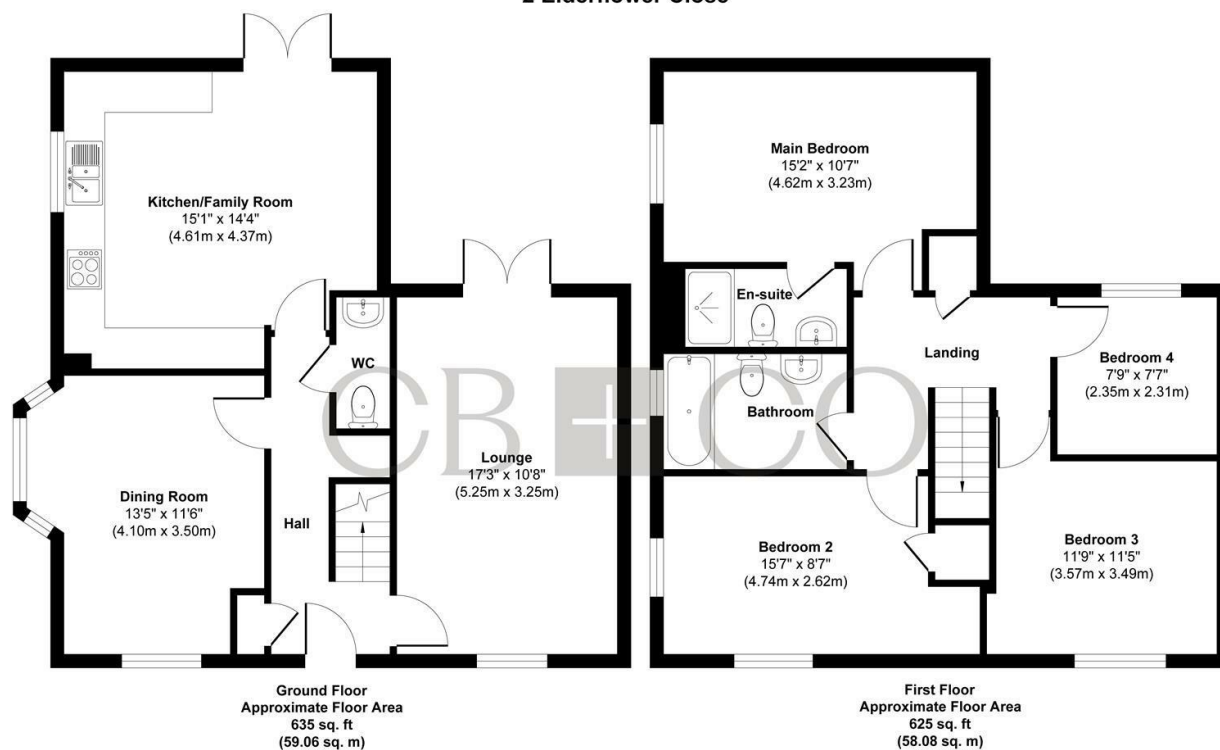 Kitchen/Family Room
15'1" x 14'4"
(4.61m x 4.37m)
WC
Lounge
17'3" x 10'8"
(5.25m x 3.25m)
Dining Room
13'5" x 11'6"
(4.10m x 3.50m)
Hall
Ground Floor
Approximate Floor Area
635 sq. ft
(59.06 sq. m)
Main Bedroom
15'2" x 10'7"
(4.62m x 3.23m)
En-suite
Landing
Bedroom 4
7'9" x 7'7"
(2.35m x 2.31m)
Bathroom
Bedroom 2
15'7" x 8'7"
(4.74m x 2.62m)
Bedroom 3
11'9" x 11'5"
(3.57m x 3.49m)
First Floor
Approximate Floor Area
625 sq. ft
(58.08 sq. m)
CB + CO